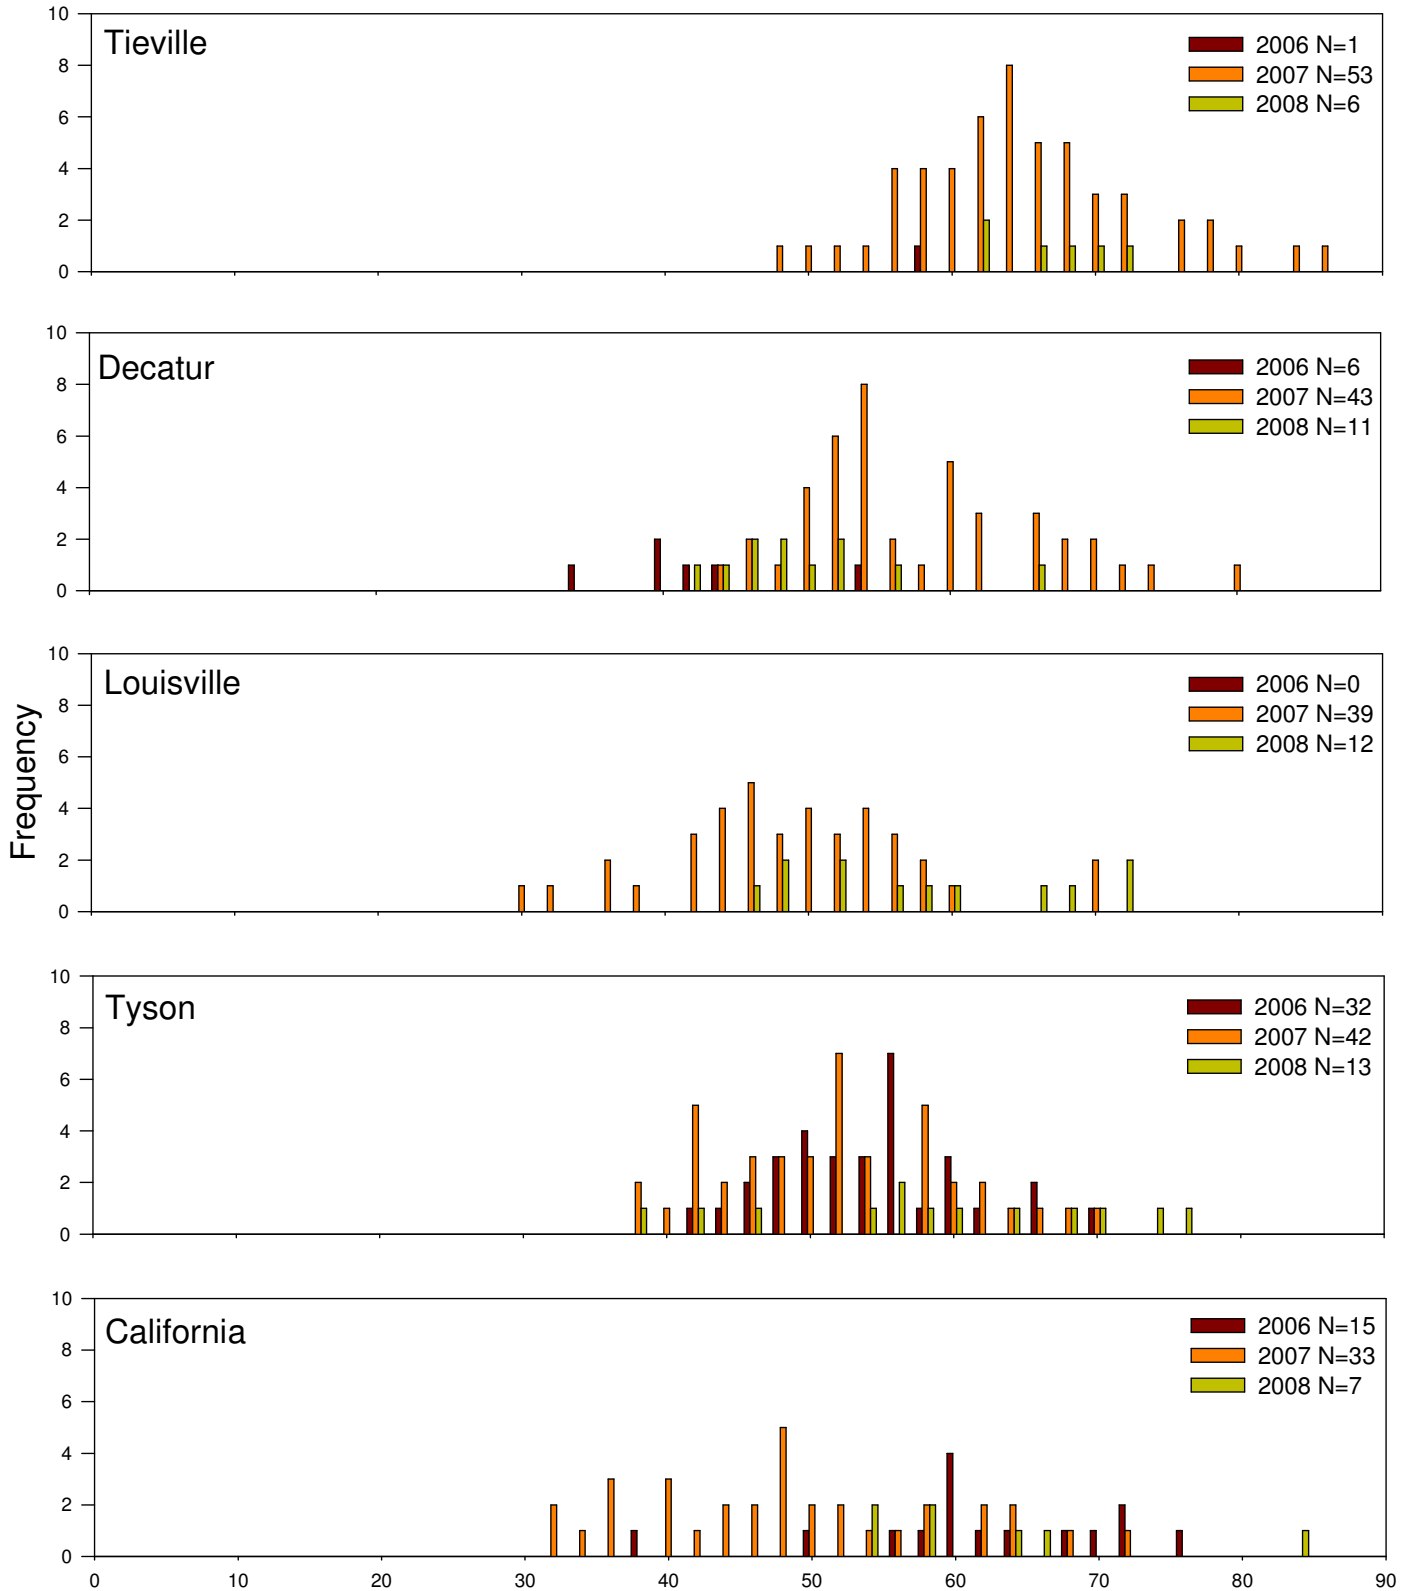 10
8
6
4
2
0
Tieville
2006 N=1
2007 N=53
2008 N=6
10
8
6
4
2
0
Decatur
2006 N=6
2007 N=43
2008 N=11
Frequency
10
8
6
4
2
0
Louisville
2006 N=0
2007 N=39
2008 N=12
10
8
6
4
2
0
Tyson
2006 N=32
2007 N=42
2008 N=13
10
8
6
4
2
0
California
2006 N=15
2007 N=33
2008 N=7
0 10 20 30 40 50 60 70 80 90